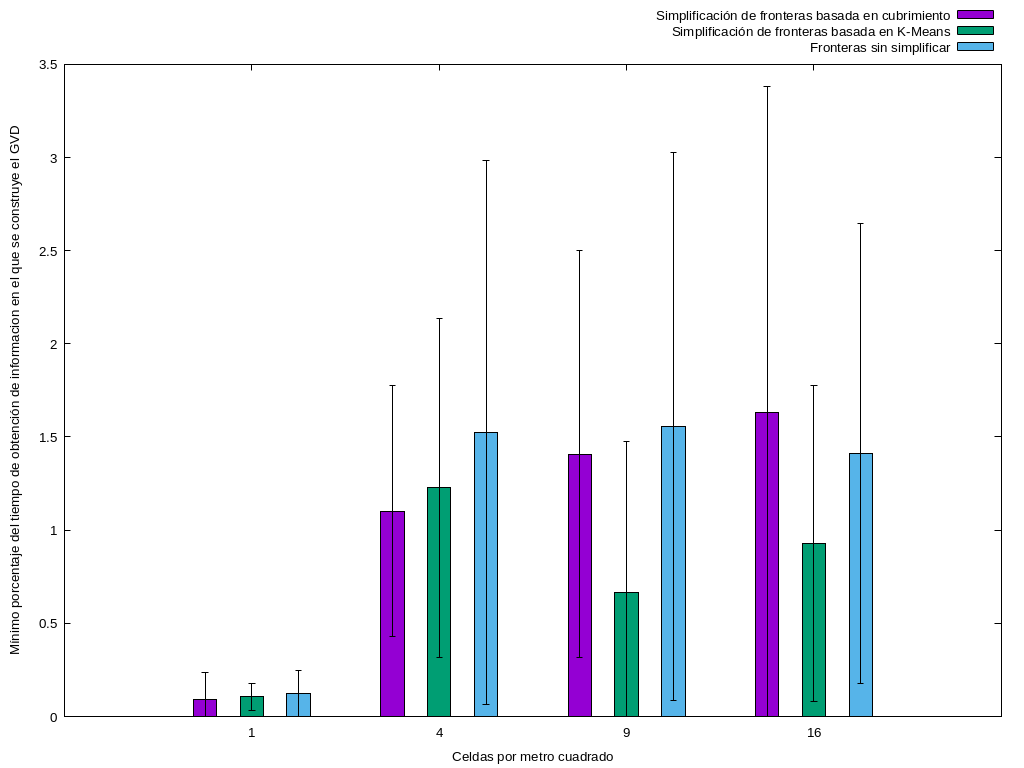 Simplificación de fronteras basada en cubrimiento
Simplificación de fronteras basada en K-Means
Fronteras sin simplificar
Mínimo porcentaje del tiempo de obtención de informacion en el que se construye el GVD
3.5
3
2.5
2
1.5
1
0.5
0
1
4
9
16
Celdas por metro cuadrado